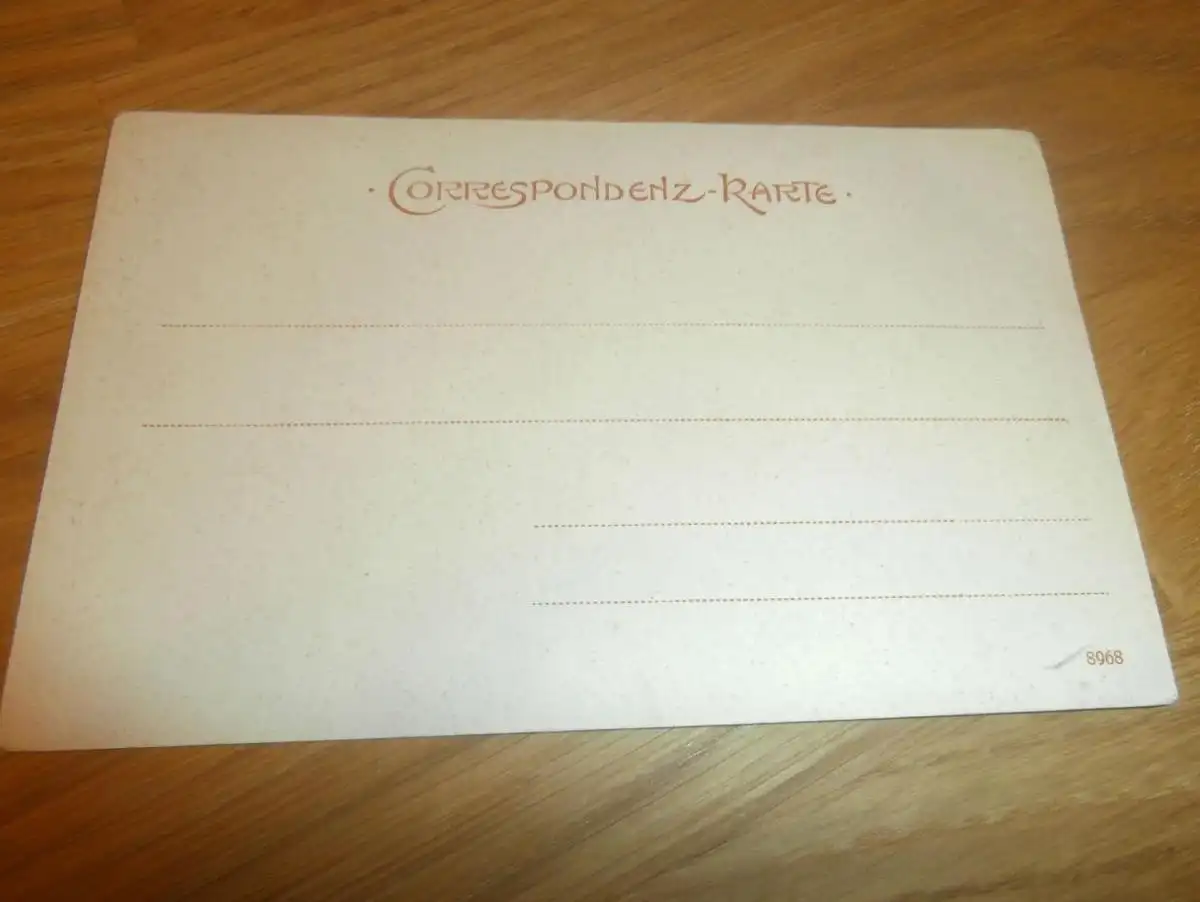 · CORRESPONDENZ-KARTE ·
8968